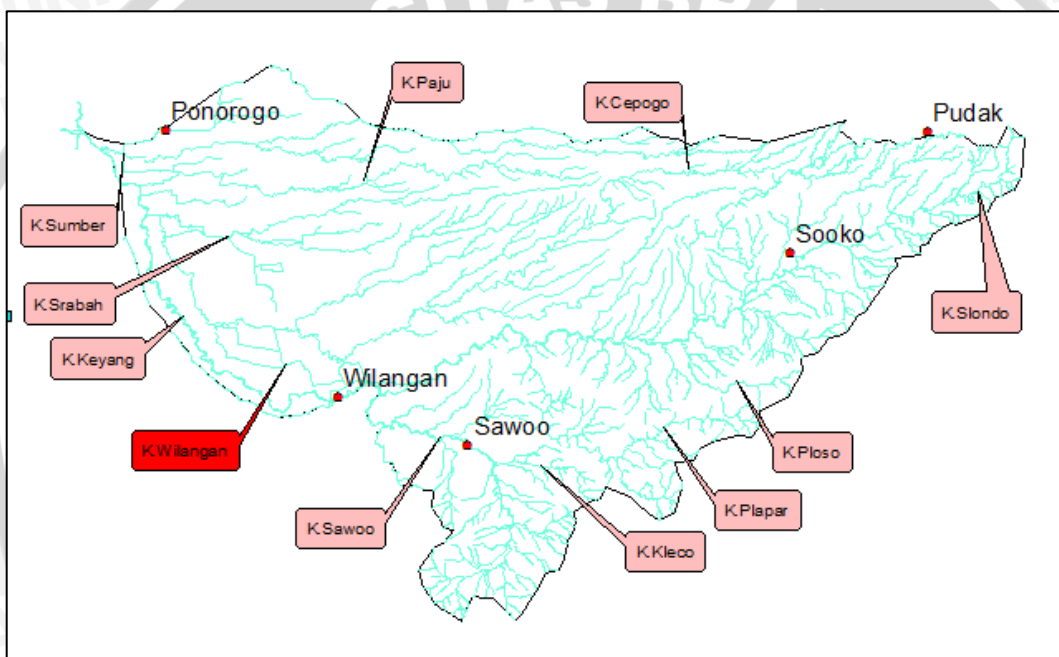 K.Paju
K.Cepogo
Ponorogo
Pudak
K.Sumber
Sooko
K.Srabah
K.Slondo
K.Keyang
Wilangan
Sawoo
K.Wilangan
K.Ploso
K.Plapar
K.Sawoo
K.Kleco